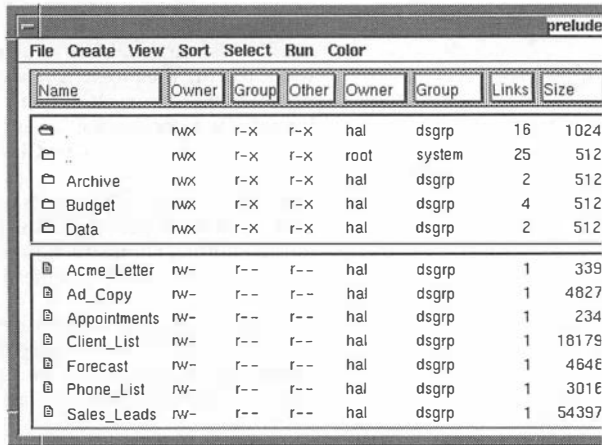 prelude
File Create View Sort Select Run Color
Name Owner Group Other Owner Group Links Size
. rwx r-x r-x hal dsgrp 16 1024
.. rwx r-x r-x root system 25 512
Archive rwx r-x r-x hal dsgrp 2 512
Budget rwx r-x r-x hal dsgrp 4 512
Data rwx r-x r-x hal dsgrp 2 512
Acme_Letter rw- r-- r-- hal dsgrp 1 339
Ad_Copy rw- r-- r-- hal dsgrp 1 4827
Appointments rw- r-- r-- hal dsgrp 1 234
Client_List rw- r-- r-- hal dsgrp 1 18179
Forecast rw- r-- r-- hal dsgrp 1
Phone_List rw- r-- r-- hal dsgrp 1
Sales_Leads rw- r-- r-- hal dsgrp 1 54397